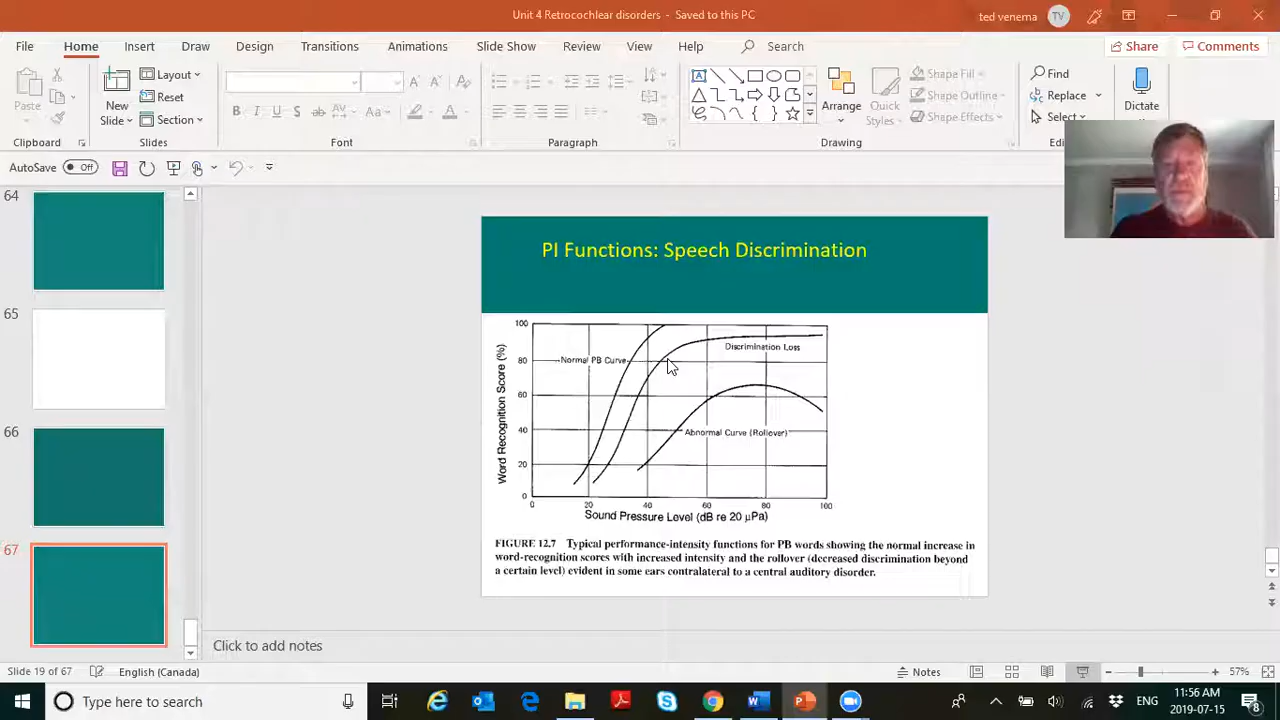 Unit 4 Retrocochlear disorders - Saved to this PC
ted venema
TV
File Home Insert Draw Design Transitions Animations Slide Show Review View Help Search Share Comments
Paste
Clipboard
New
Slide
Layout
Reset
Section
Slides
B I U S ab AV Aa A
Font
Paragraph
Arrange
Quick
Styles
Shape Fill
Shape Outline
Shape Effects
Drawing
Find
Replace
Select
Dictate
AutoSave Off
64
65
66
67
PI Functions: Speech Discrimination
Word Recognition Score (%)
100
80
60
40
20
0
Normal PB Curve
Discrimination Loss
Abnormal Curve (Rollover)
0 20 40 60 80 100
Sound Pressure Level (dB re 20 µPa)
FIGURE 12.7 Typical performance-intensity functions for PB words showing the normal increase in
word-recognition scores with increased intensity and the rollover (decreased discrimination beyond
a certain level) evident in some ears contralateral to a central auditory disorder.
Click to add notes
Slide 19 of 67 English (Canada) Notes 57%
Type here to search
ENG
11:56 AM
2019-07-15
8